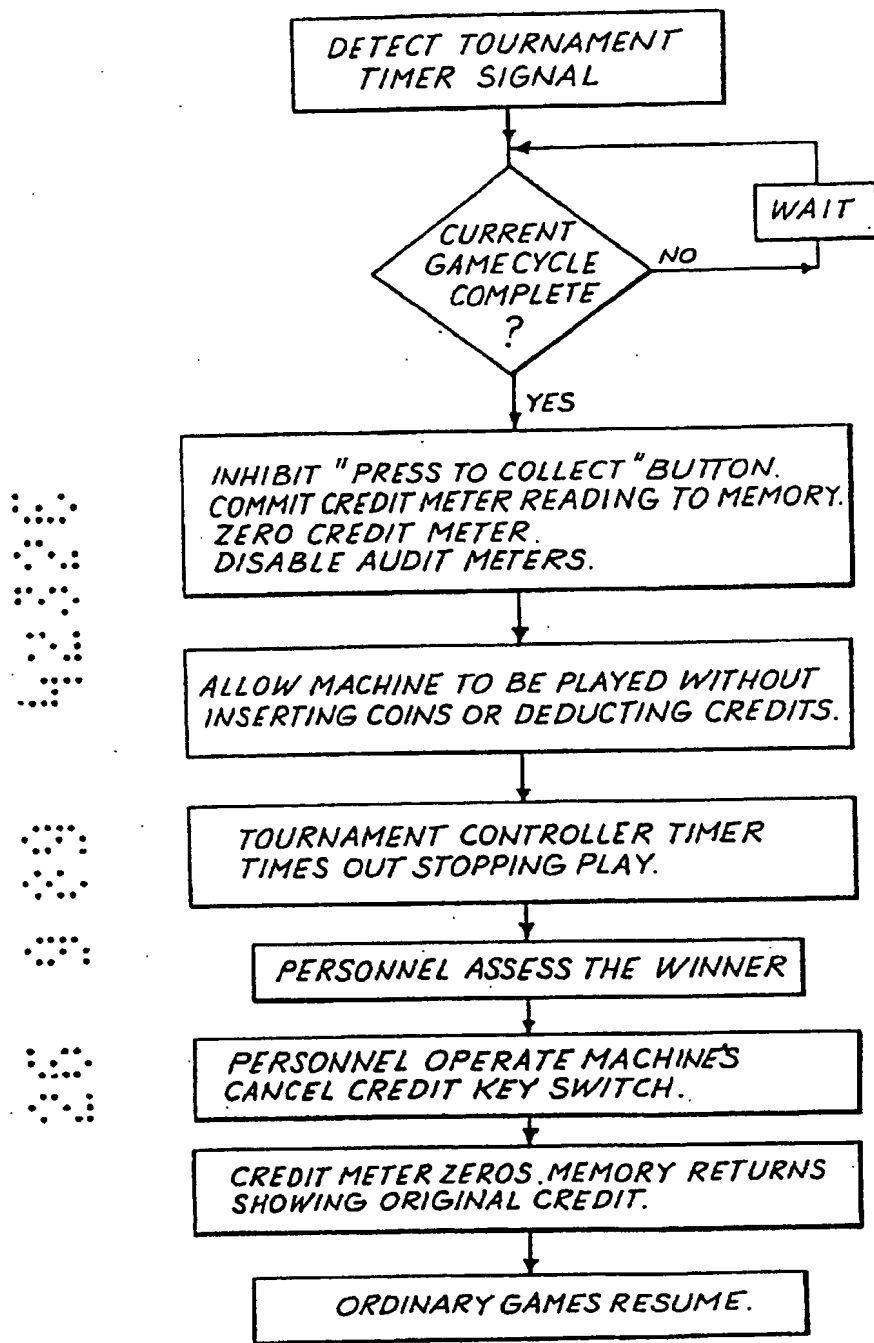 DETECT TOURNAMENT
TIMER SIGNAL
WAIT
CURRENT
GAME CYCLE
COMPLETE
?
NO
YES
INHIBIT "PRESS TO COLLECT" BUTTON.
COMMIT CREDIT METER READING TO MEMORY.
ZERO CREDIT METER.
DISABLE AUDIT METERS.
ALLOW MACHINE TO BE PLAYED WITHOUT
INSERTING COINS OR DEDUCTING CREDITS.
TOURNAMENT CONTROLLER TIMER
TIMES OUT STOPPING PLAY.
PERSONNEL ASSESS THE WINNER
PERSONNEL OPERATE MACHINE'S
CANCEL CREDIT KEY SWITCH.
CREDIT METER ZEROS. MEMORY RETURNS
SHOWING ORIGINAL CREDIT.
ORDINARY GAMES RESUME.